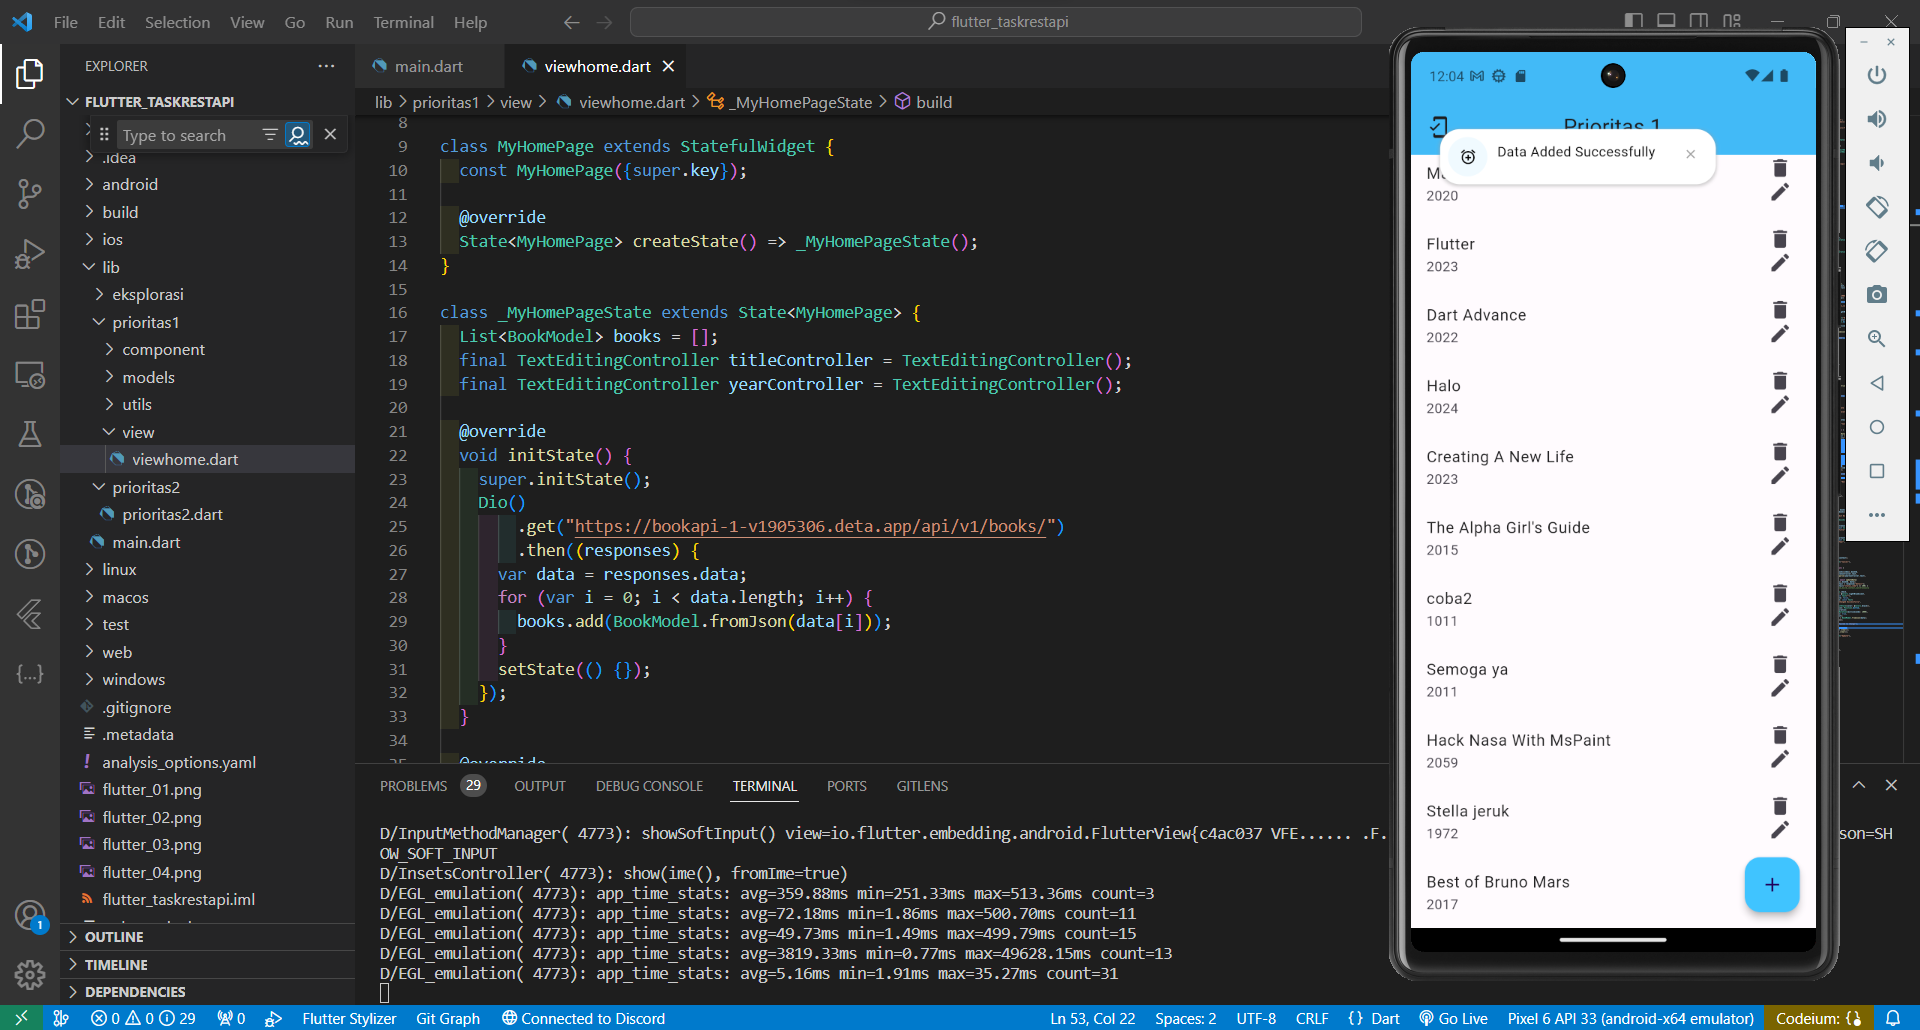 File Edit Selection View Go Run Terminal Help
flutter_taskrestapi
EXPLORER
FLUTTER_TASKRESTAPI
Type to search
.idea
android
build
ios
lib
eksplorasi
prioritas1
component
models
utils
view
viewhome.dart
prioritas2
prioritas2.dart
main.dart
linux
macos
test
web
windows
.gitignore
.metadata
analysis_options.yaml
flutter_01.png
flutter_02.png
flutter_03.png
flutter_04.png
flutter_taskrestapi.iml
OUTLINE
TIMELINE
DEPENDENCIES
main.dart
viewhome.dart
lib > prioritas1 > view > viewhome.dart > _MyHomePageState > build
8
9 class MyHomePage extends StatefulWidget {
10 const MyHomePage({super.key});
11
12 @override
13 State<MyHomePage> createState() => _MyHomePageState();
14 }
15
16 class _MyHomePageState extends State<MyHomePage> {
17 List<BookModel> books = [];
18 final TextEditingController titleController = TextEditingController();
19 final TextEditingController yearController = TextEditingController();
20
21 @override
22 void initState() {
23 super.initState();
24 Dio()
25 .get("https://bookapi-1-v1905306.deta.app/api/v1/books/")
26 .then((responses) {
27 var data = responses.data;
28 for (var i = 0; i < data.length; i++) {
29 books.add(BookModel.fromJson(data[i]));
30 }
31 setState(() {});
32 });
33 }
34
35 @override
PROBLEMS 29 OUTPUT DEBUG CONSOLE TERMINAL PORTS GITLENS
D/InputMethodManager( 4773): showSoftInput() view=io.flutter.embedding.android.FlutterView{c4ac037 VFE...... .F.
son=SH
OW_SOFT_INPUT
D/InsetsController( 4773): show(ime(), fromIme=true)
D/EGL_emulation( 4773): app_time_stats: avg=359.88ms min=251.33ms max=513.36ms count=3
D/EGL_emulation( 4773): app_time_stats: avg=72.18ms min=1.86ms max=500.70ms count=11
D/EGL_emulation( 4773): app_time_stats: avg=49.73ms min=1.49ms max=499.79ms count=15
D/EGL_emulation( 4773): app_time_stats: avg=3819.33ms min=0.77ms max=49628.15ms count=13
D/EGL_emulation( 4773): app_time_stats: avg=5.16ms min=1.91ms max=35.27ms count=31
12:04
Prioritas 1
Data Added Successfully
2020
Flutter
2023
Dart Advance
2022
Halo
2024
Creating A New Life
2023
The Alpha Girl's Guide
2015
coba2
1011
Semoga ya
2011
Hack Nasa With MsPaint
2059
Stella jeruk
1972
Best of Bruno Mars
2017
1
0 0 29 0 Flutter Stylizer Git Graph Connected to Discord Ln 53, Col 22 Spaces: 2 UTF-8 CRLF {} Dart Go Live Pixel 6 API 33 (android-x64 emulator) Codeium: {}